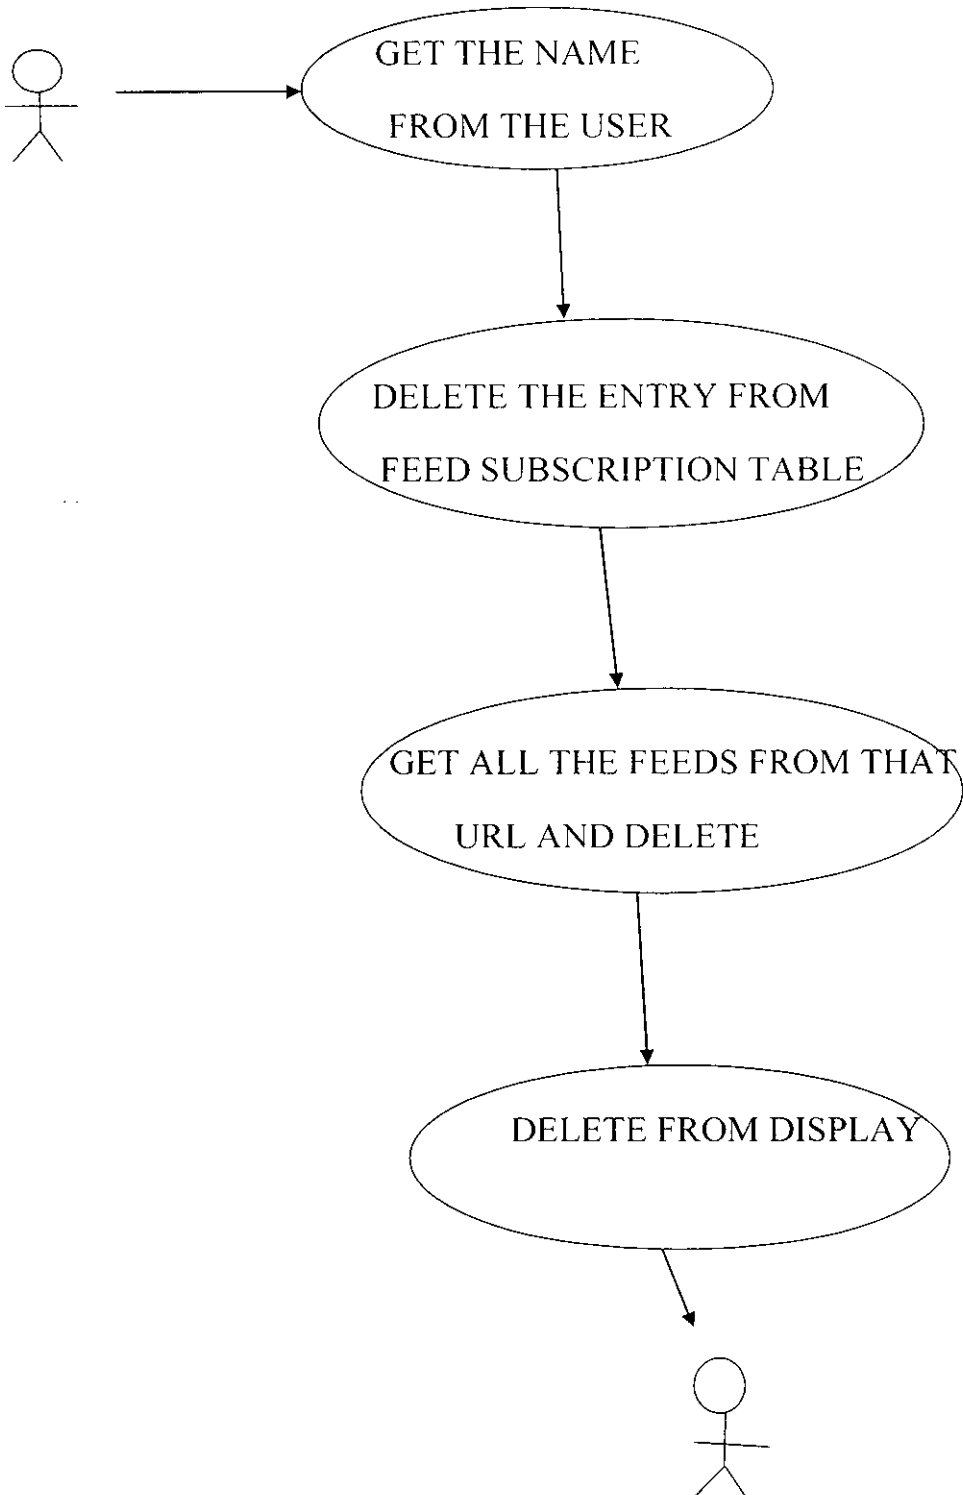 GET THE NAME
FROM THE USER
DELETE THE ENTRY FROM
FEED SUBSCRIPTION TABLE
GET ALL THE FEEDS FROM THAT
URL AND DELETE
DELETE FROM DISPLAY